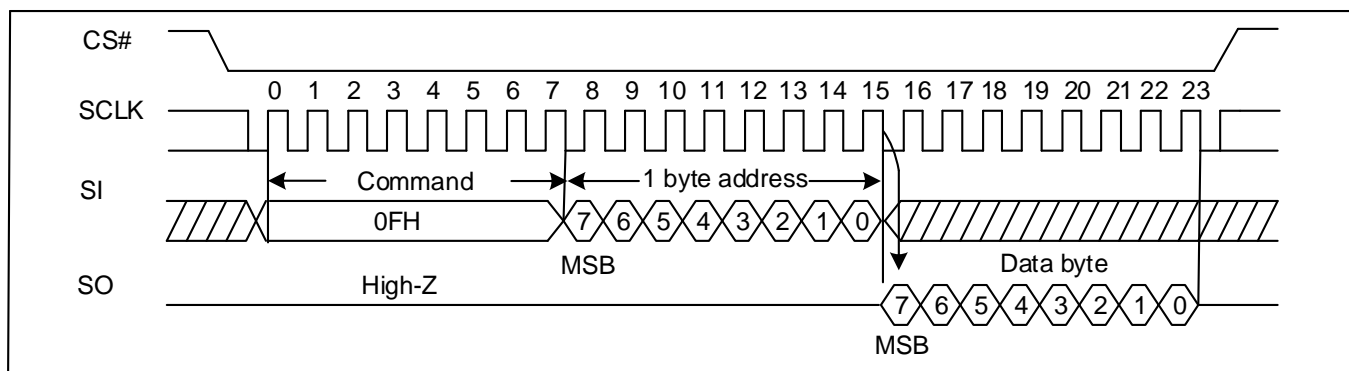 CS#
0 1 2 3 4 5 6 7 8 9 10 11 12 13 14 15 16 17 18 19 20 21 22 23
SCLK
Command 1 byte address
SI
0FH 7 6 5 4 3 2 1 0
MSB Data byte
SO High-Z
7 6 5 4 3 2 1 0
MSB